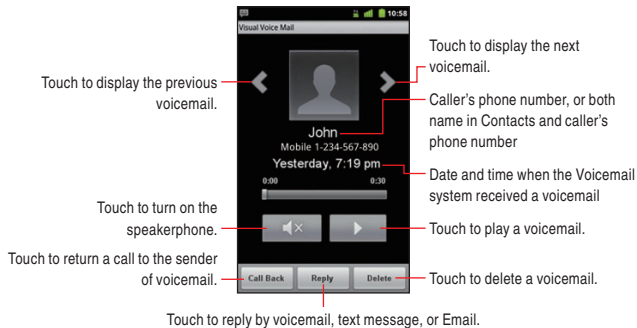 10:58
Visual Voice Mail
Touch to display the previous
voicemail.
Touch to display the next
voicemail.
John
Mobile 1-234-567-890
Yesterday, 7:19 pm
0:00 0:30
Caller's phone number, or both
name in Contacts and caller's
phone number
Date and time when the Voicemail
system received a voicemail
Touch to turn on the
speakerphone.
Touch to play a voicemail.
Touch to return a call to the sender
of voicemail.
Call Back Reply Delete
Touch to delete a voicemail.
Touch to reply by voicemail, text message, or Email.